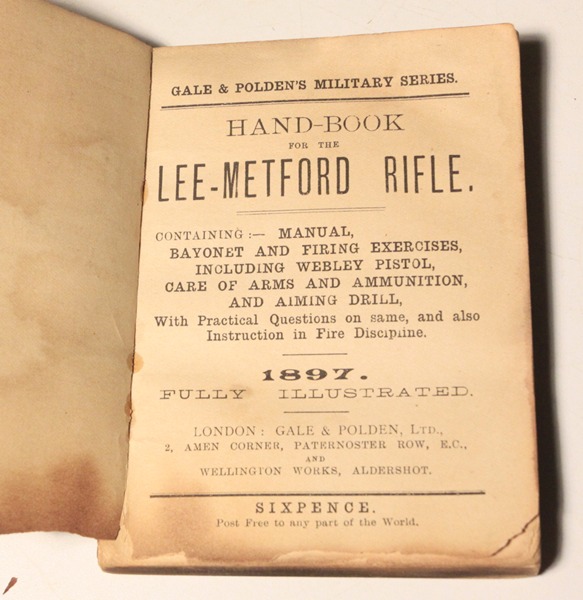 GALE & POLDEN'S MILITARY SERIES.
HAND-BOOK
FOR THE
LEE-METFORD RIFLE.
CONTAINING :— MANUAL,
BAYONET AND FIRING EXERCISES,
INCLUDING WEBLEY PISTOL,
CARE OF ARMS AND AMMUNITION,
AND AIMING DRILL,
With Practical Questions on same, and also
Instruction in Fire Discipline.
1897.
FULLY ILLUSTRATED.
LONDON: GALE & POLDEN, LTD.,
2, AMEN CORNER, PATERNOSTER ROW, E.C.,
AND
WELLINGTON WORKS, ALDERSHOT.
SIXPENCE.
Post Free to any part of the World.